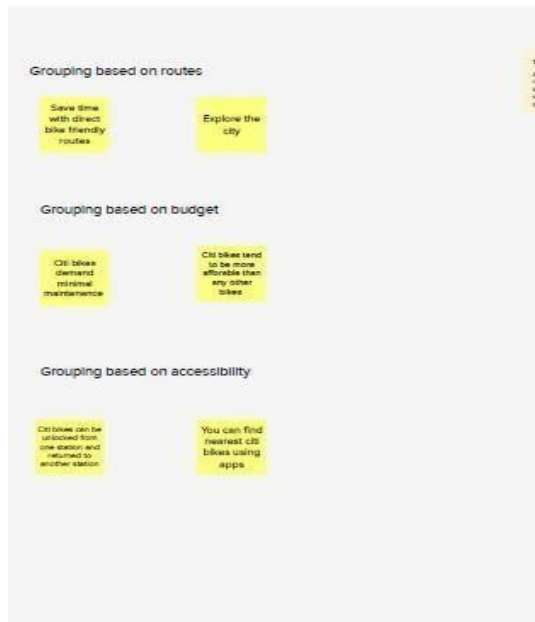 Grouping based on routes
Save time
with direct
bike friendly
routes
Explore the
city
Grouping based on budget
Citi bikes
demand
minimal
maintenance
Citi bikes tend
to be more
afforable than
any other
bikes
Grouping based on accessibility
Citi bikes can be
unlocked from
one station and
returned to
another station
You can find
nearest citi
bikes using
apps